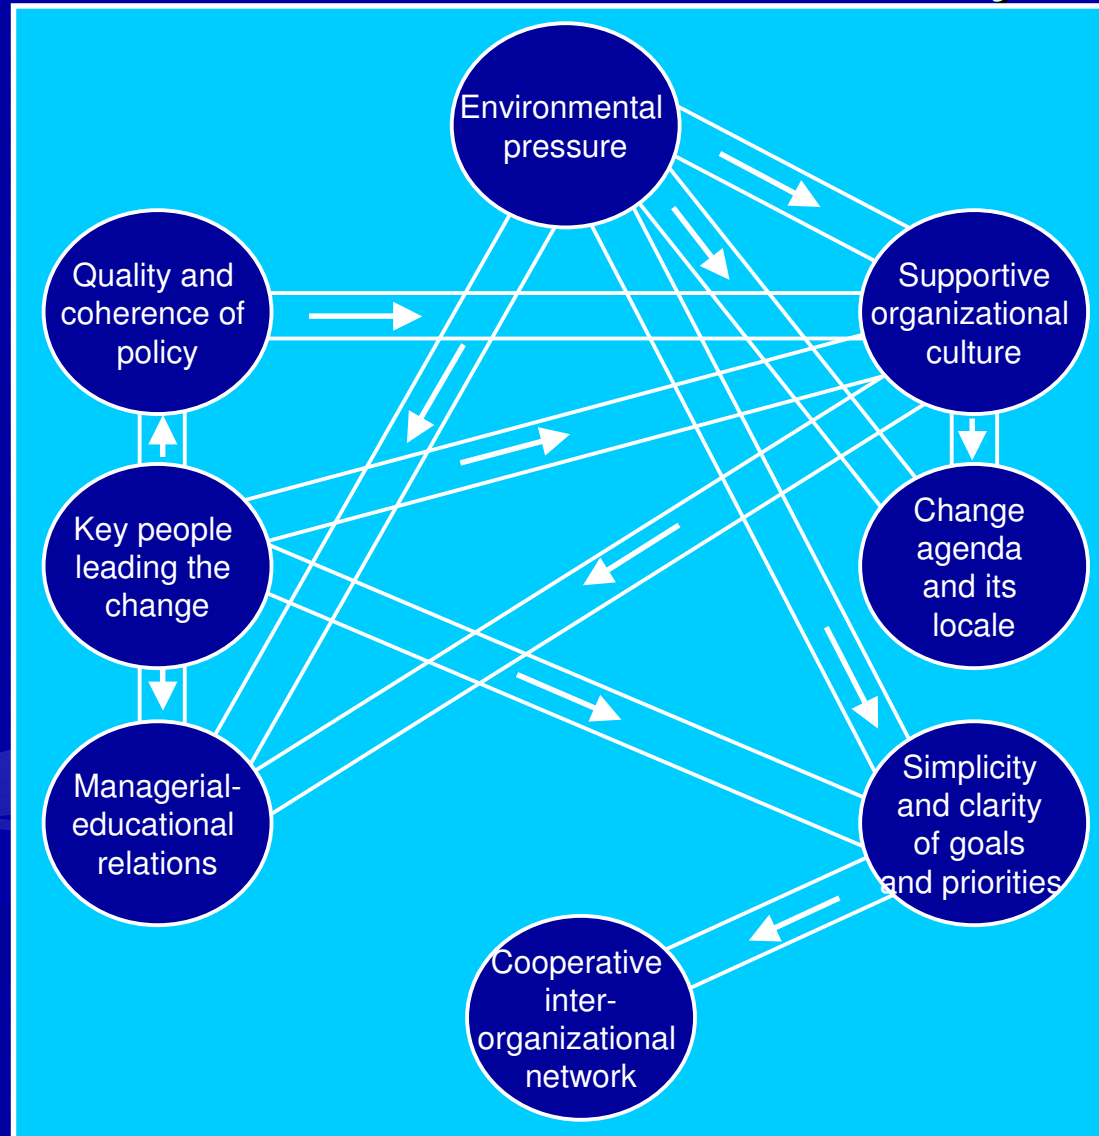 Environmental
pressure
Quality and
coherence of
policy
Supportive
organizational
culture
Key people
leading the
change
Change
agenda
and its
locale
Managerial-
educational
relations
Simplicity
and clarity
of goals
and priorities
Cooperative
inter-
organizational
network